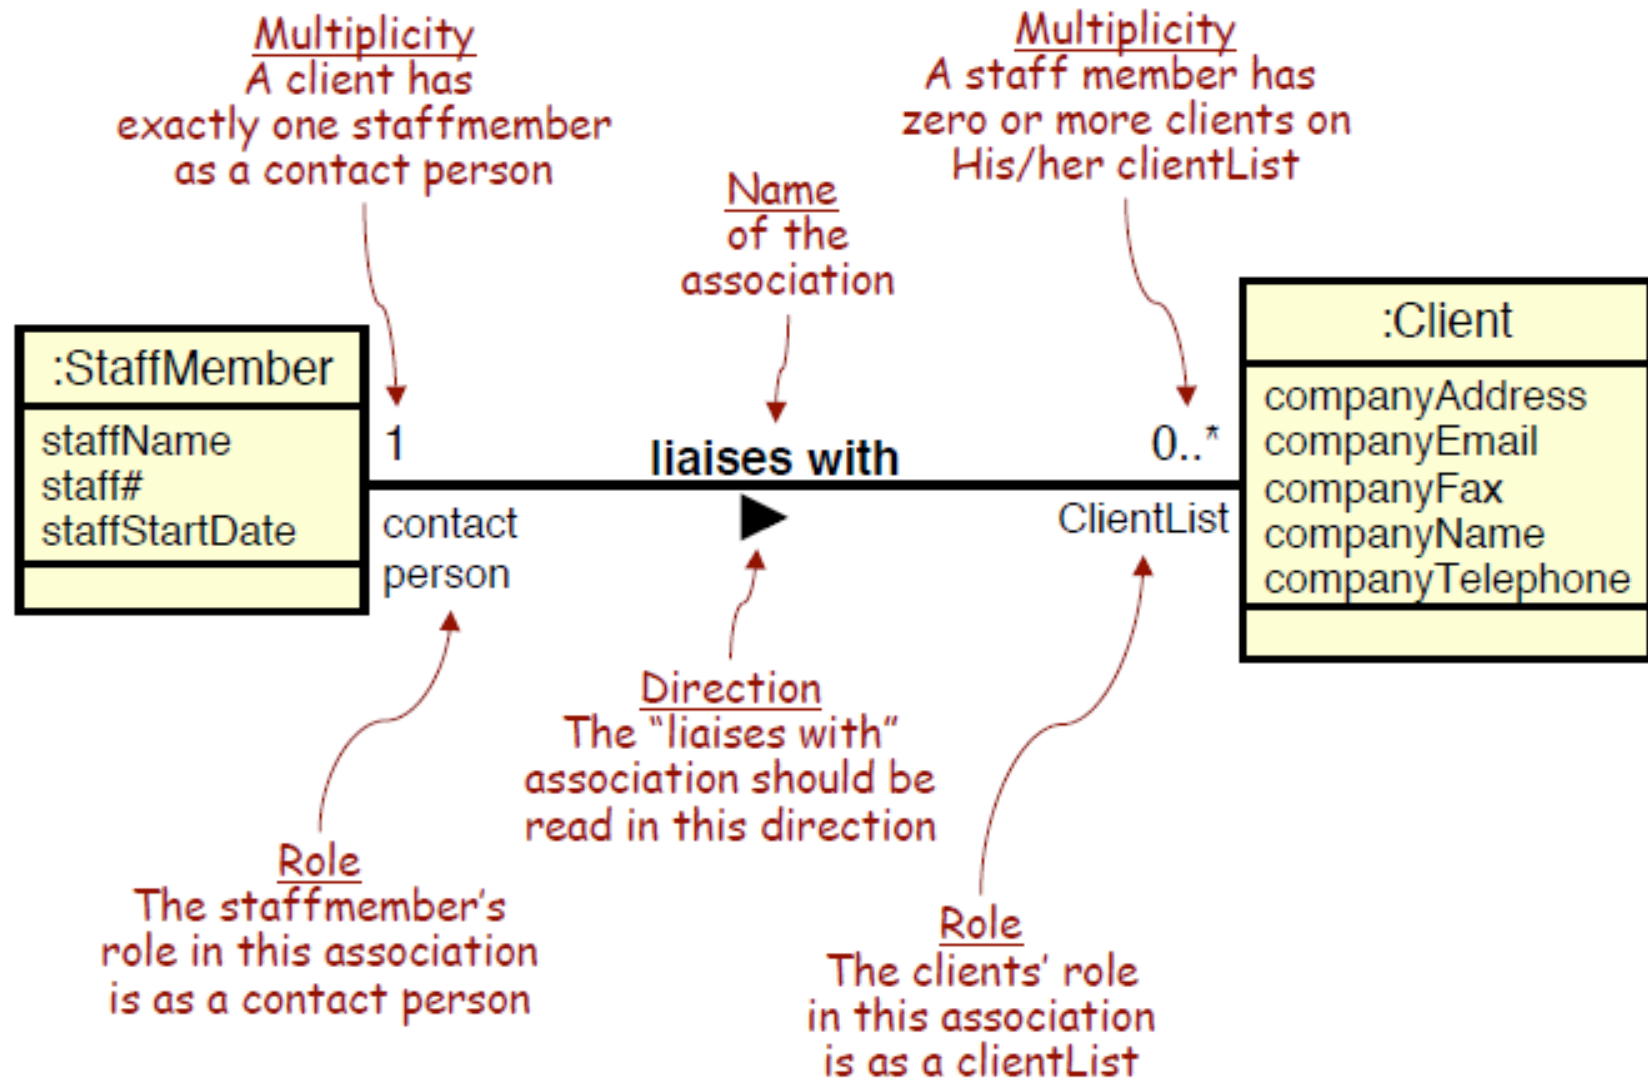 Multiplicity
A client has
exactly one staffmember
as a contact person
Multiplicity
A staff member has
zero or more clients on
His/her clientList
Name
of the
association
:StaffMember
staffName
staff#
staffStartDate
1
liaises with
0..*
contact
person
ClientList
:Client
companyAddress
companyEmail
companyFax
companyName
companyTelephone
Direction
The “liaises with”
association should be
read in this direction
Role
The staffmember’s
role in this association
is as a contact person
Role
The clients’ role
in this association
is as a clientList